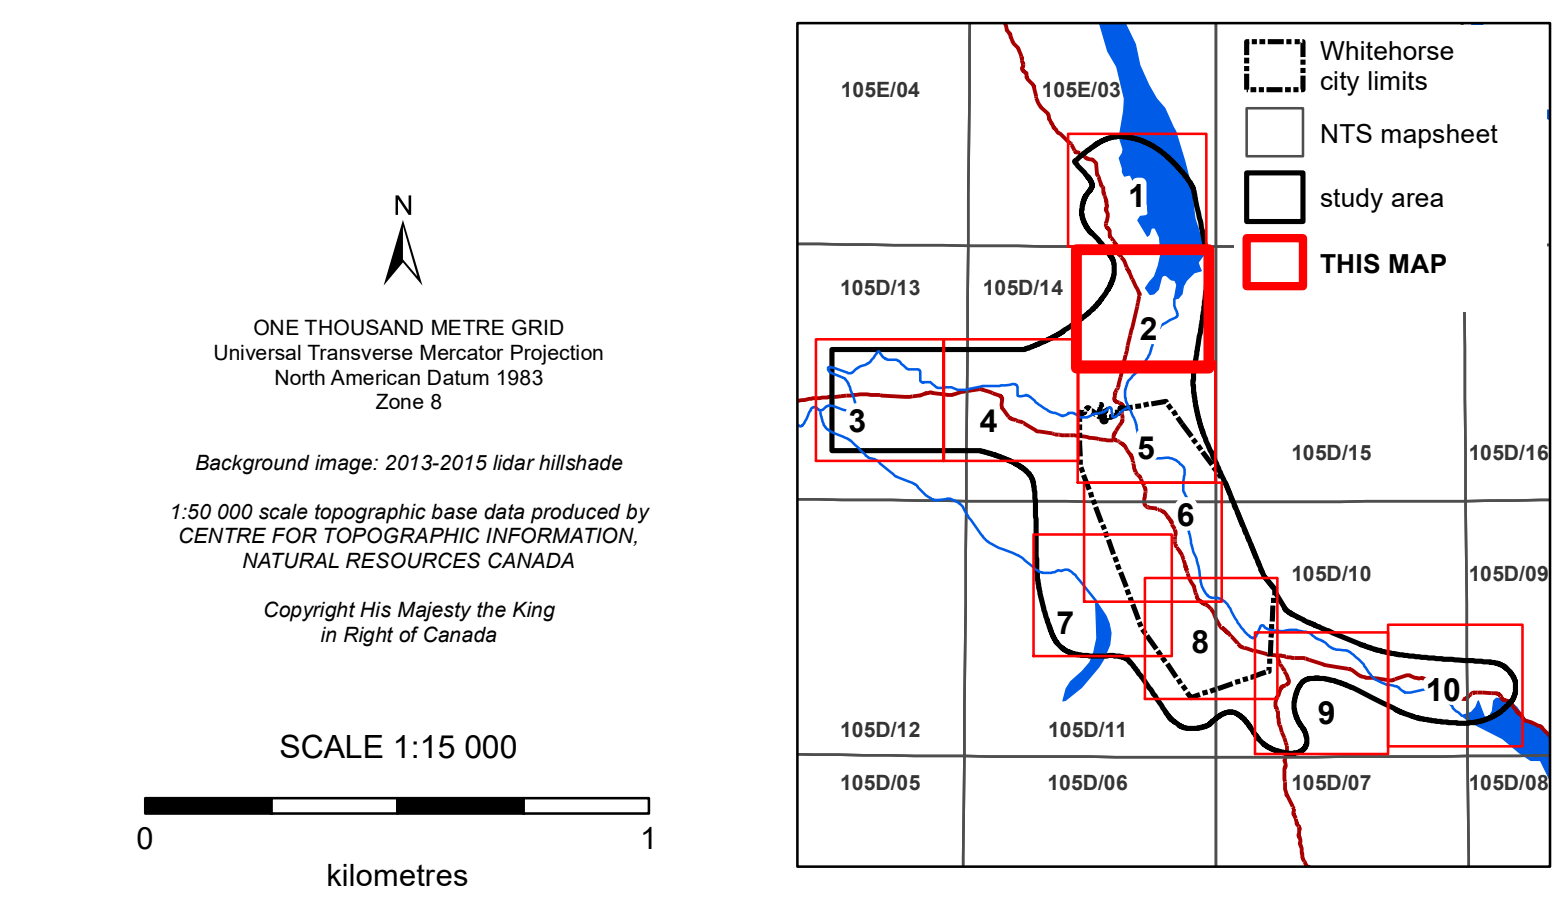 N
ONE THOUSAND METRE GRID
Universal Transverse Mercator Projection
North American Datum 1983
Zone 8
Background image: 2013-2015 lidar hillshade
1:50 000 scale topographic base data produced by
CENTRE FOR TOPOGRAPHIC INFORMATION,
NATURAL RESOURCES CANADA
Copyright His Majesty the King
in Right of Canada
SCALE 1:15 000
0 1
kilometres
Whitehorse
city limits
NTS mapsheet
study area
THIS MAP
105E/04 105E/03
1
105D/13 105D/14
2
3 4 5
105D/15 105D/16
6
105D/10 105D/09
7 8
9 10
105D/12 105D/11
105D/05 105D/06 105D/07 105D/08